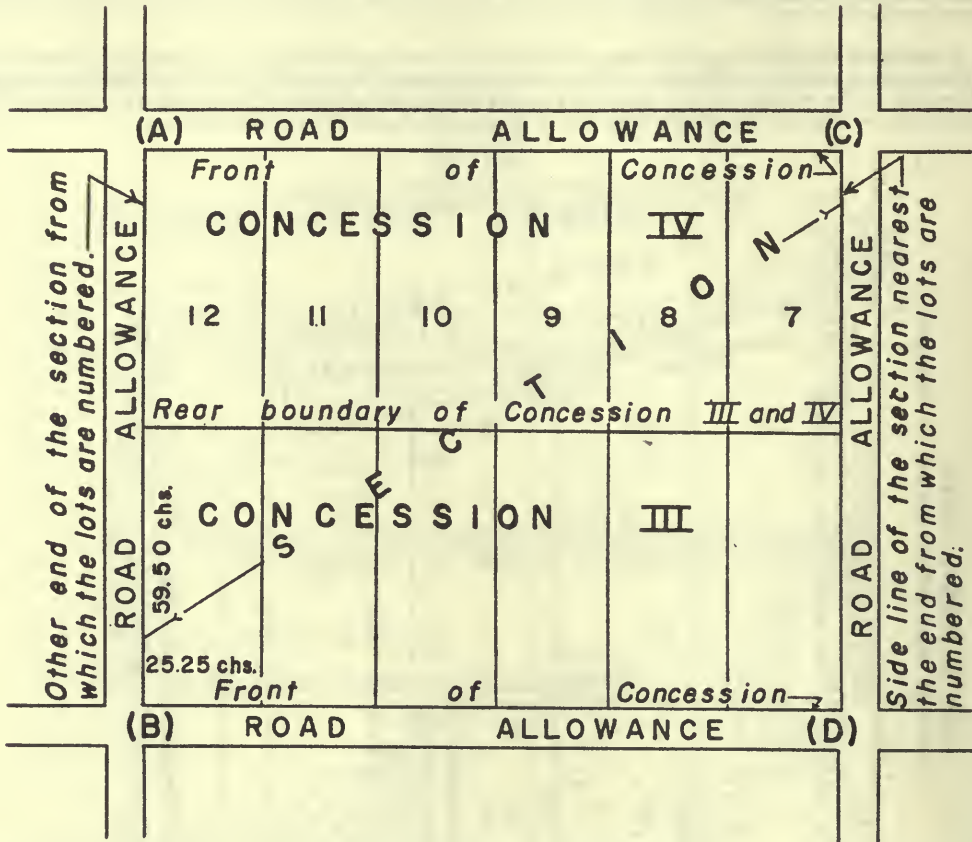 (A) ROAD ALLOWANCE (C)
Front of Concession
CONCESSION IV
12 11 10 9 8 7
Rear boundary of Concession III and IV
SECTION
CONCESSION III
59.50 chs.
25.25 chs.
Front of Concession
(B) ROAD ALLOWANCE (D)
ROAD ALLOWANCE
ROAD ALLOWANCE
Other end of the section from
which the lots are numbered.
Side line of the section nearest
the end from which the lots are
numbered.